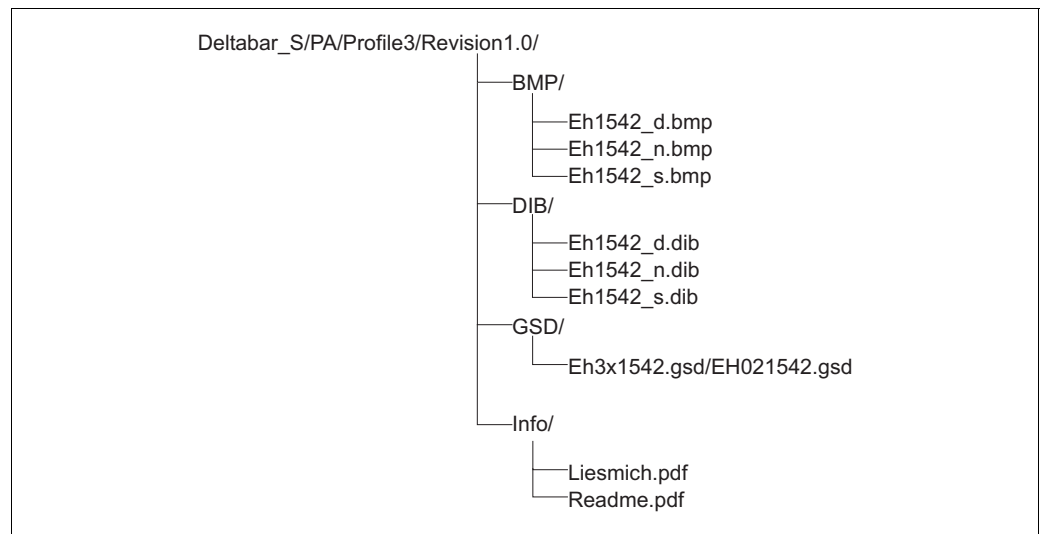 Deltabar_S/PA/Profile3/Revision1.0/
BMP/
Eh1542_d.bmp
Eh1542_n.bmp
Eh1542_s.bmp
DIB/
Eh1542_d.dib
Eh1542_n.dib
Eh1542_s.dib
GSD/
Eh3x1542.gsd/EH021542.gsd
Info/
Liesmich.pdf
Readme.pdf